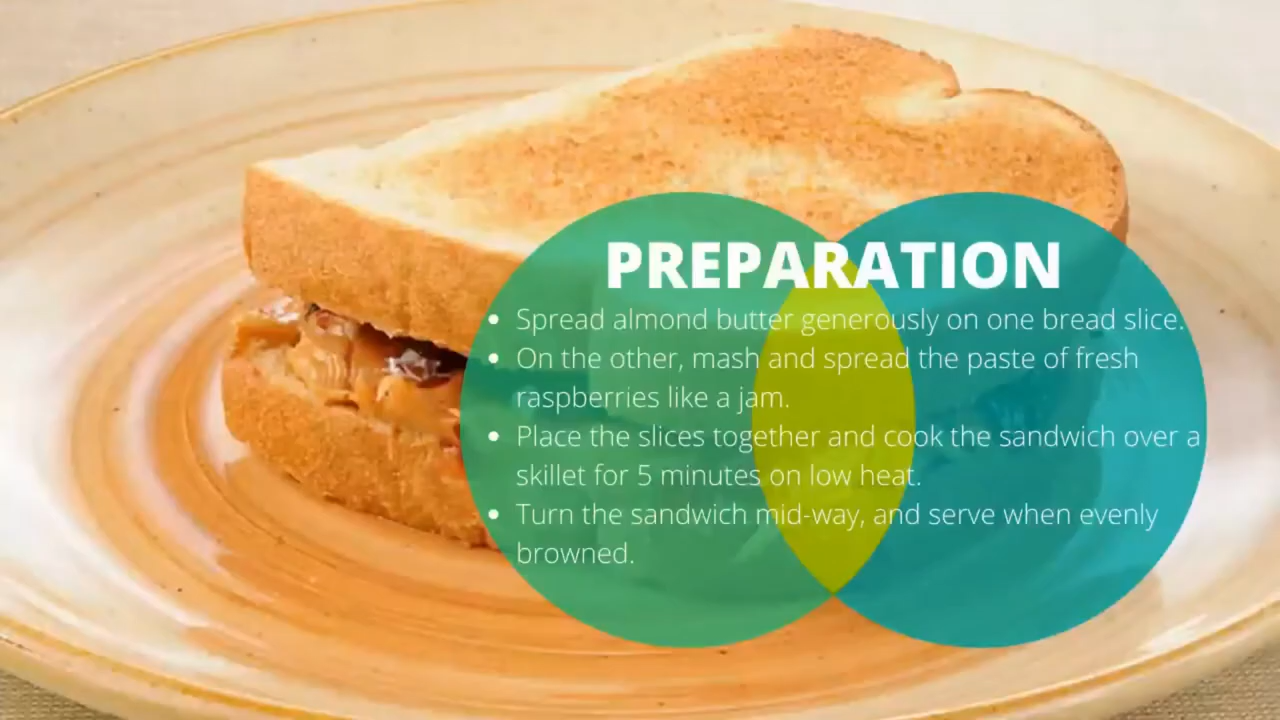 PREPARATION
• Spread almond butter generously on one bread slice.
• On the other, mash and spread the paste of fresh
raspberries like a jam.
• Place the slices together and cook the sandwich over a
skillet for 5 minutes on low heat.
• Turn the sandwich mid-way, and serve when evenly
browned.